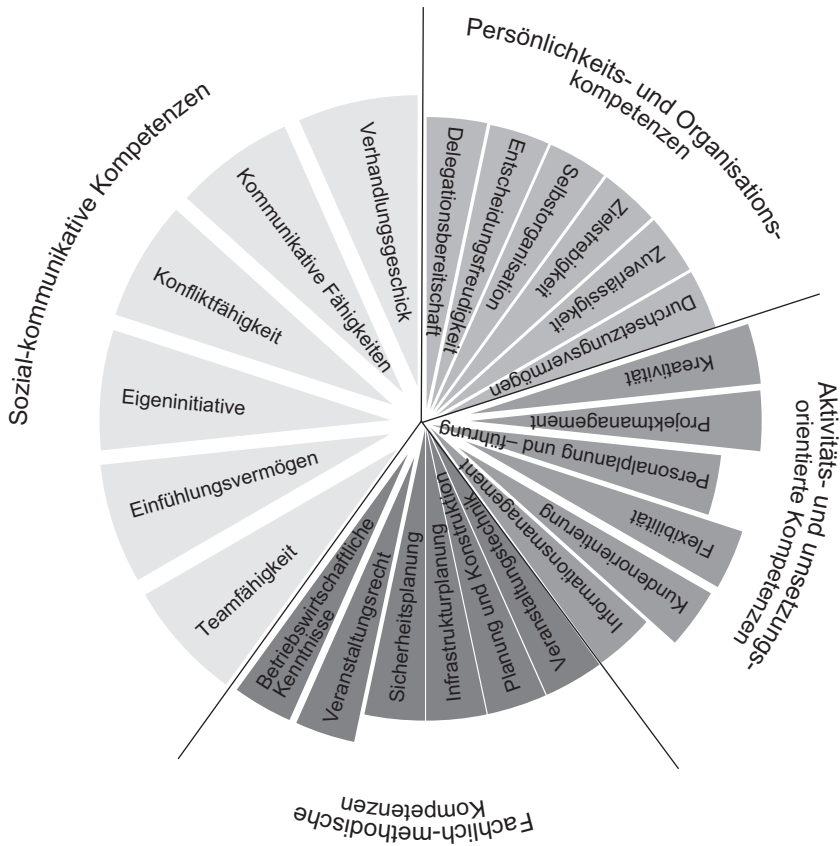 Persönlichkeits- und Organisations-
kompetenzen
Delegationsbereitschaft
Entscheidungsfreudigkeit
Selbstorganisation
Zielstrebigkeit
Zuverlässigkeit
Durchsetzungsvermögen
Aktivitäts- und umsetzungs-
orientierte Kompetenzen
Kreativität
Projektmanagement
Personalplanung und –führung
Flexibilität
Kundenorientierung
Informationsmanagement
Fachlich-methodische
Kompetenzen
Veranstaltungstechnik
Planung und Konstruktion
Infrastrukturplanung
Sicherheitsplanung
Veranstaltungsrecht
Betriebswirtschaftliche
Kenntnisse
Sozial-kommunikative Kompetenzen
Teamfähigkeit
Einfühlungsvermögen
Eigeninitiative
Konfliktfähigkeit
Kommunikative Fähigkeiten
Verhandlungsgeschick